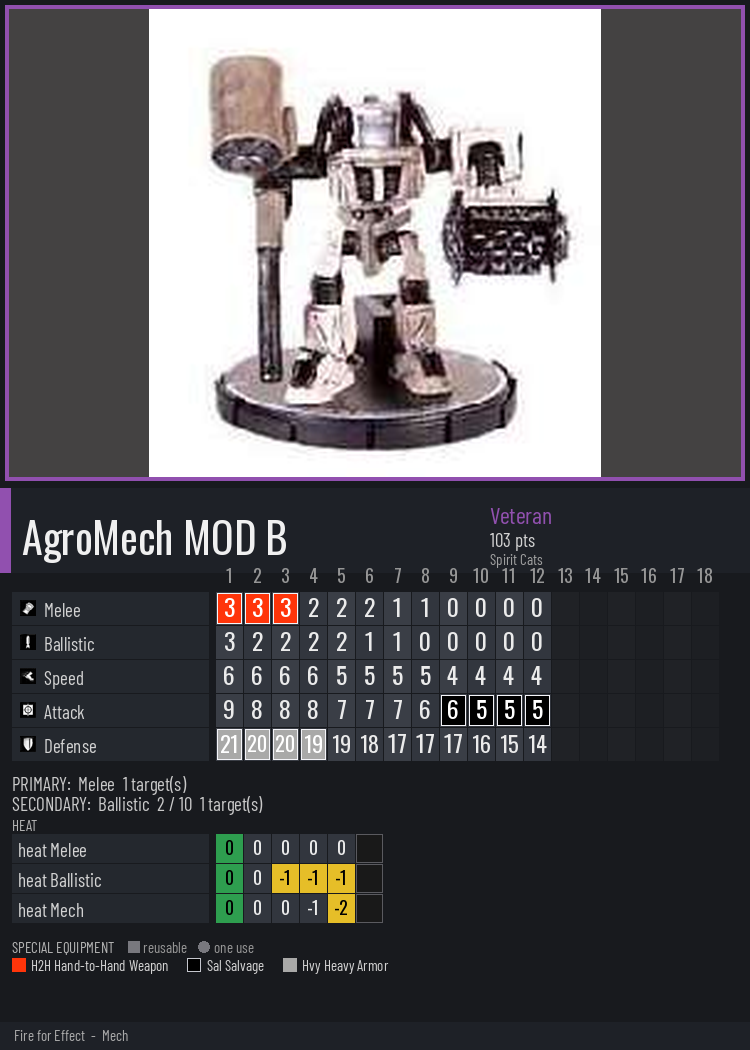 AgroMech MOD B
Veteran
103 pts
Spirit Cats
1 2 3 4 5 6 7 8 9 10 11 12 13 14 15 16 17 18
Melee 3 3 3 2 2 2 1 1 0 0 0 0
Ballistic 3 2 2 2 2 1 1 0 0 0 0 0
Speed 6 6 6 6 5 5 5 5 4 4 4 4
Attack 9 8 8 8 7 7 7 6 6 5 5 5
Defense 21 20 20 19 19 18 17 17 17 16 15 14
PRIMARY: Melee 1 target(s)
SECONDARY: Ballistic 2 / 10 1 target(s)
HEAT
heat Melee 0 0 0 0 0
heat Ballistic 0 0 -1 -1 -1
heat Mech 0 0 0 -1 -2
SPECIAL EQUIPMENT reusable one use
H2H Hand-to-Hand Weapon Sal Salvage Hvy Heavy Armor
Fire for Effect - Mech